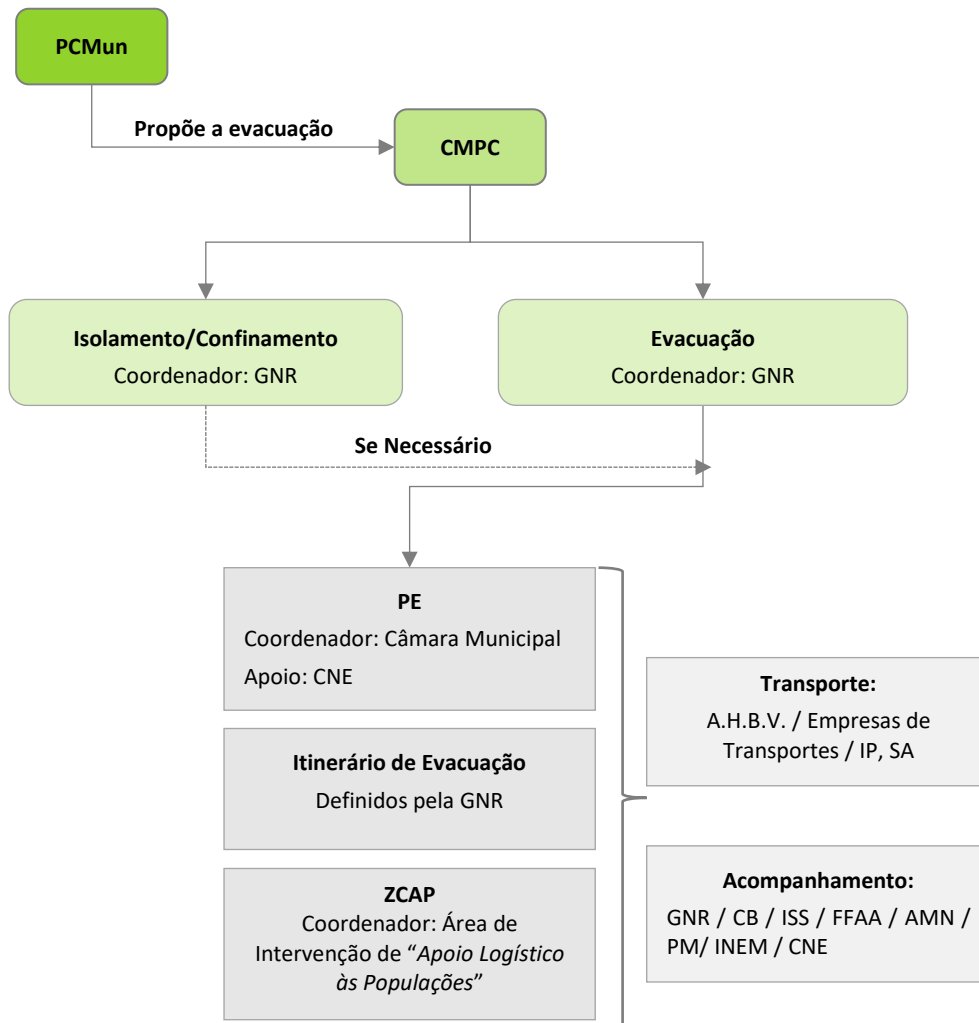 PCMun
Propõe a evacuação
CMPC
Isolamento/Confinamento
Coordenador: GNR
Evacuação
Coordenador: GNR
Se Necessário
PE
Coordenador: Câmara Municipal
Apoio: CNE
Itinerário de Evacuação
Definidos pela GNR
ZCAP
Coordenador: Área de
Intervenção de “Apoio Logístico
às Populações”
Transporte:
A.H.B.V. / Empresas de
Transportes / IP, SA
Acompanhamento:
GNR / CB / ISS / FFAA / AMN /
PM/ INEM / CNE